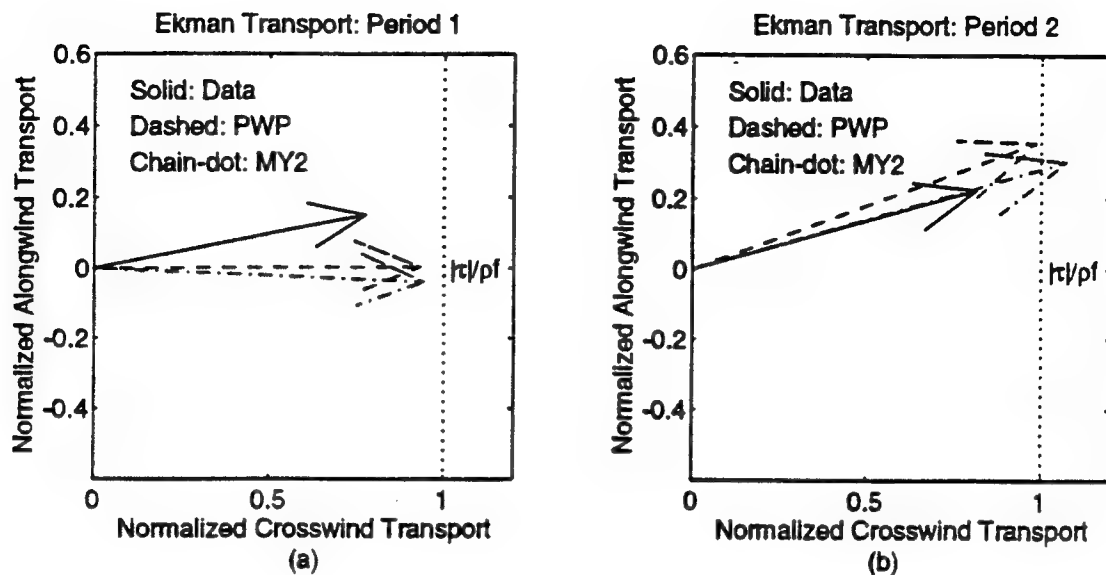 Ekman Transport: Period 1
Normalized Alongwind Transport
0.6
0.4
0.2
0
-0.2
-0.4
Solid: Data
Dashed: PWP
Chain-dot: MY2
|τ|/ρf
0
0.5
1
Normalized Crosswind Transport
(a)
Ekman Transport: Period 2
Normalized Alongwind Transport
0.6
0.4
0.2
0
-0.2
-0.4
Solid: Data
Dashed: PWP
Chain-dot: MY2
|τ|/ρf
0
0.5
1
Normalized Crosswind Transport
(b)